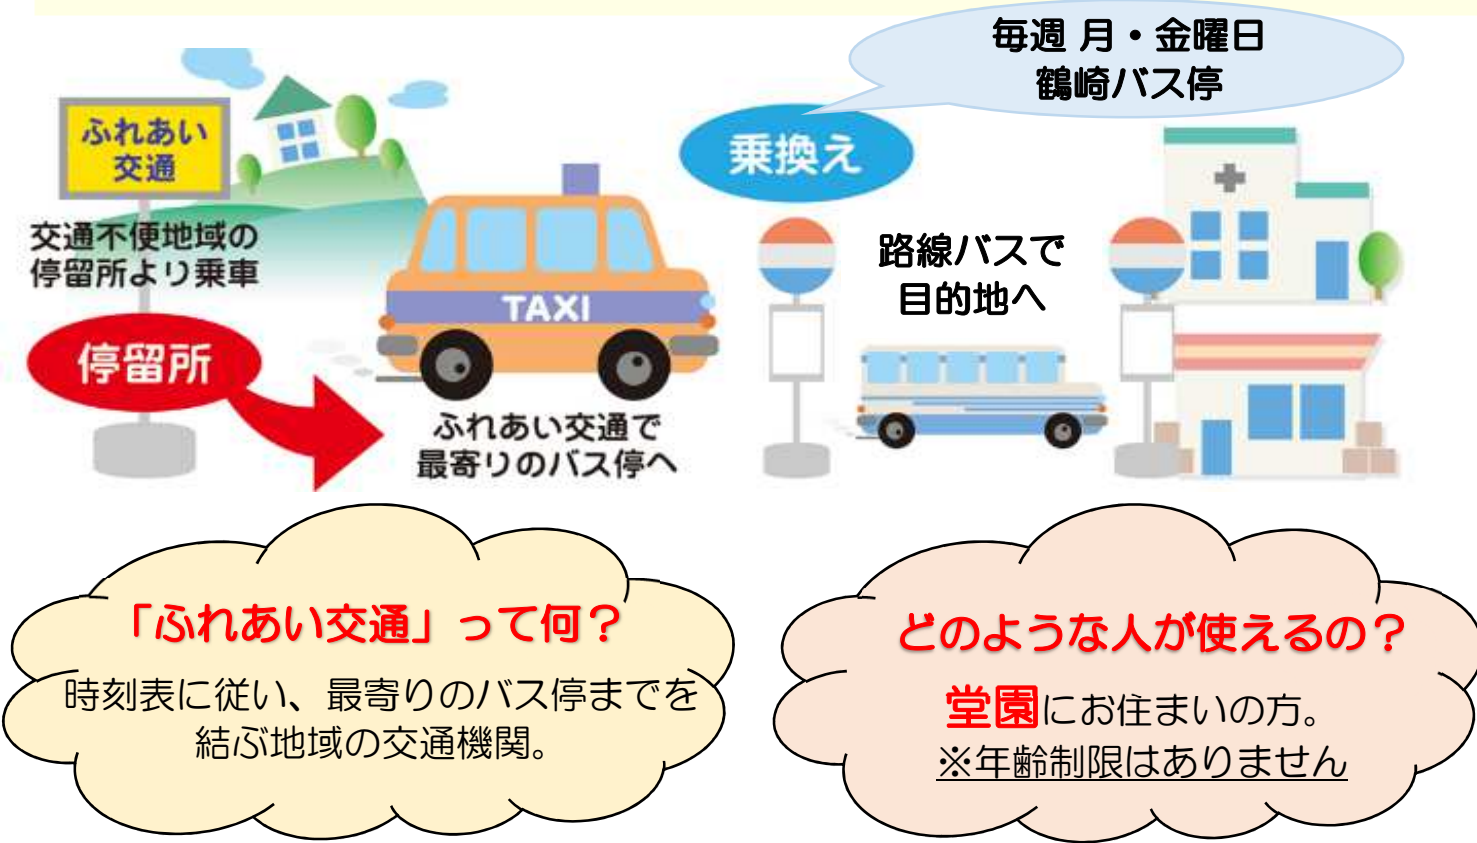 毎週 月・金曜日
鶴崎バス停
ふれあい
交通
乗換え
交通不便地域の
停留所より乗車
路線バスで
目的地へ
TAXI
停留所
ふれあい交通で
最寄りのバス停へ
「ふれあい交通」って何？
時刻表に従い、最寄りのバス停までを
結ぶ地域の交通機関。
どのような人が使えるの？
堂園にお住まいの方。
※年齢制限はありません